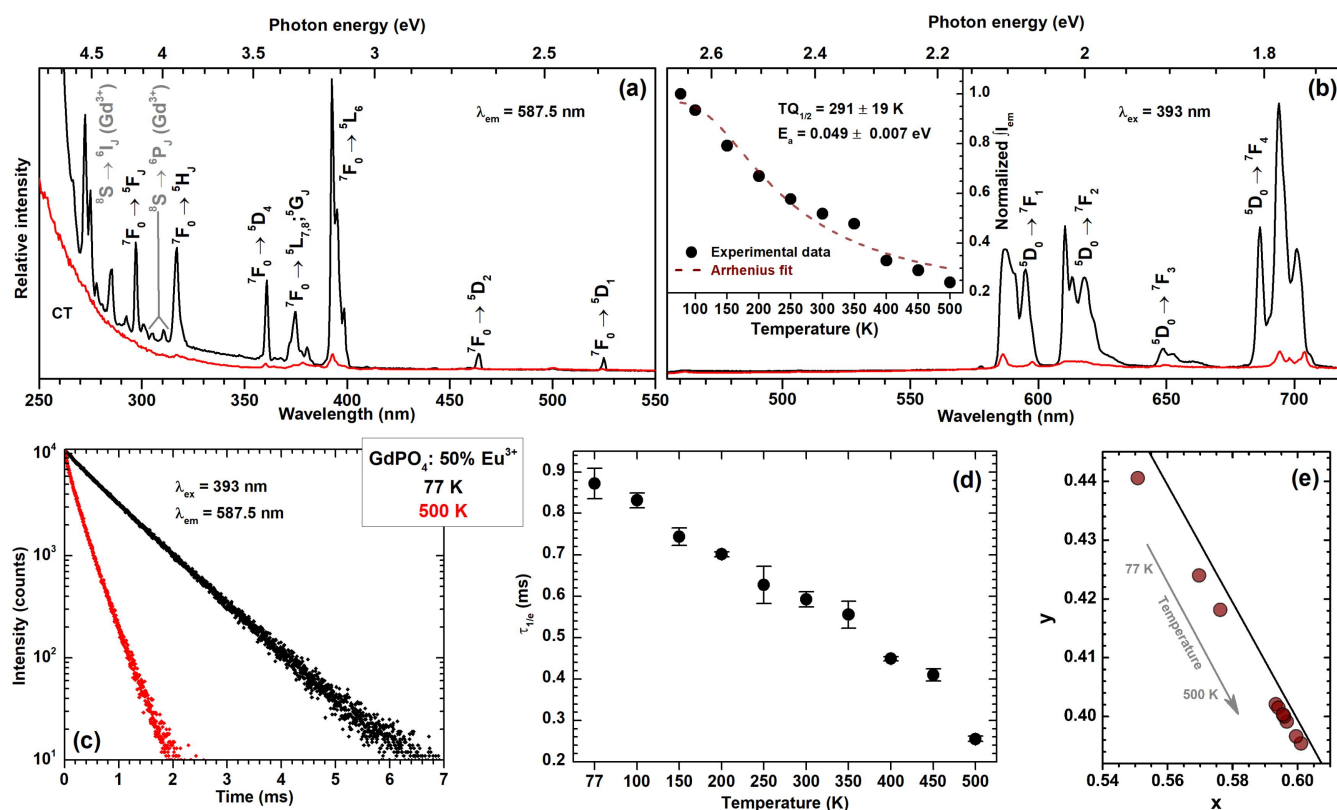 Photon energy (eV)
4.5 4 3.5 3 2.5
(a)
λem = 587.5 nm
⁸S → ⁶IJ (Gd³⁺)
⁷F₀ → ⁵FJ
⁸S → ⁶PJ (Gd³⁺)
⁷F₀ → ⁵HJ
⁷F₀ → ⁵D₄
⁷F₀ → ⁵L₇,₈; ⁵GJ
⁷F₀ → ⁵L₆
⁷F₀ → ⁵D₂
⁷F₀ → ⁵D₁
CT
Relative intensity
250 300 350 400 450 500 550
Wavelength (nm)
Photon energy (eV)
2.6 2.4 2.2 2 1.8
(b)
λex = 393 nm
TQ1/2 = 291 ± 19 K
Ea = 0.049 ± 0.007 eV
Experimental data
Arrhenius fit
1.0
0.8
0.6
0.4
0.2
Normalized ∫Iem
100 150 200 250 300 350 400 450 500
Temperature (K)
⁵D₀ → ⁷F₁
⁵D₀ → ⁷F₂
⁵D₀ → ⁷F₃
⁵D₀ → ⁷F₄
500 550 600 650 700
Wavelength (nm)
GdPO₄: 50% Eu³⁺
77 K
500 K
λex = 393 nm
λem = 587.5 nm
(c)
10⁴
10³
10²
10¹
Intensity (counts)
0 1 2 3 4 5 6 7
Time (ms)
(d)
0.9
0.8
0.7
0.6
0.5
0.4
0.3
0.2
τ1/e (ms)
77 100 150 200 250 300 350 400 450 500
Temperature (K)
(e)
0.44
0.43
0.42
0.41
0.40
y
77 K
Temperature
500 K
0.54 0.56 0.58 0.60
x